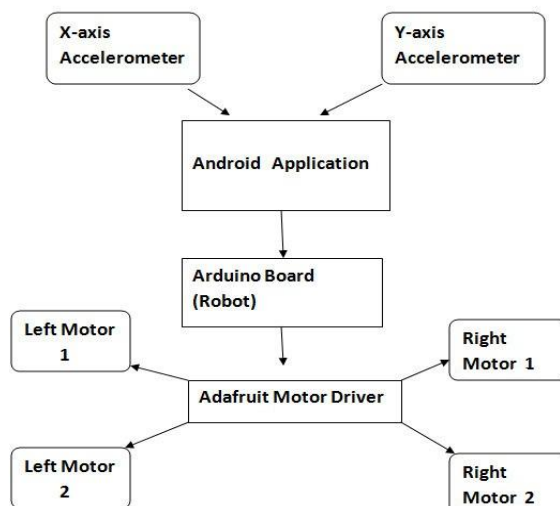 X-axis
Accelerometer
Y-axis
Accelerometer
Android Application
Arduino Board
(Robot)
Left Motor
1
Right
Motor 1
Adafruit Motor Driver
Left Motor
2
Right
Motor 2